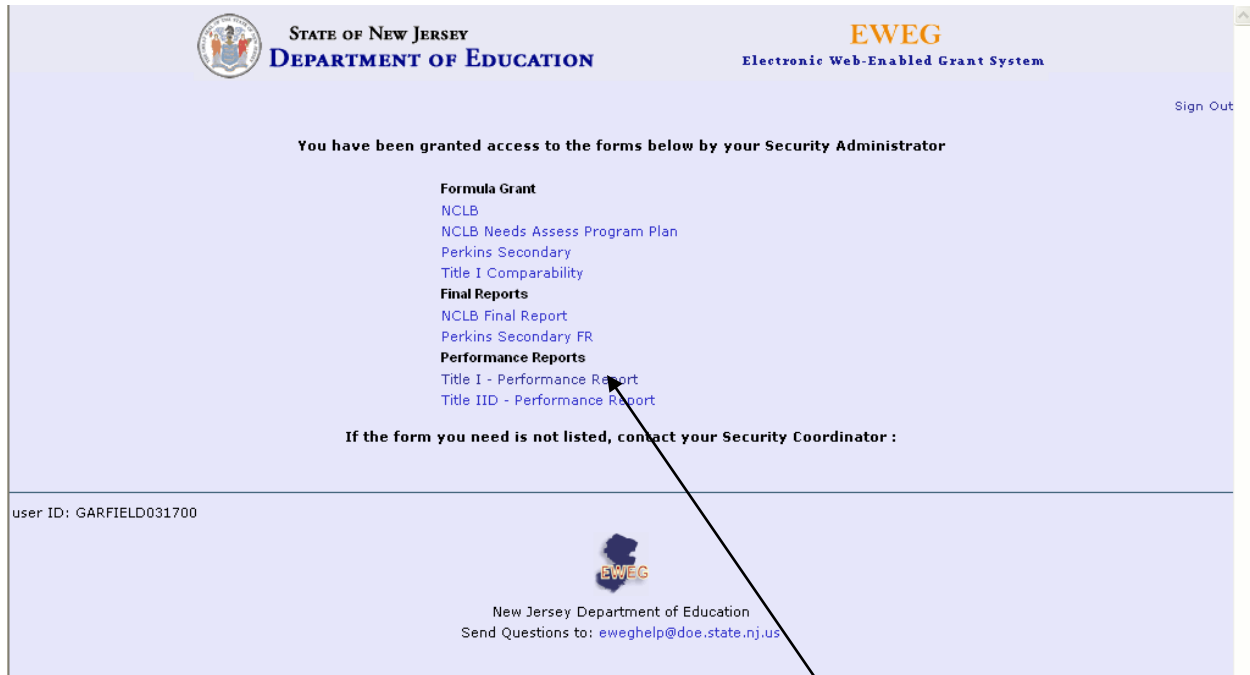 STATE OF NEW JERSEY
DEPARTMENT OF EDUCATION
EWEG
Electronic Web-Enabled Grant System
Sign Out
You have been granted access to the forms below by your Security Administrator
Formula Grant
NCLB
NCLB Needs Assess Program Plan
Perkins Secondary
Title I Comparability
Final Reports
NCLB Final Report
Perkins Secondary FR
Performance Reports
Title I - Performance Report
Title IID - Performance Report
If the form you need is not listed, contact your Security Coordinator :
user ID: GARFIELD031700
EWEG
New Jersey Department of Education
Send Questions to: eweghelp@doe.state.nj.us